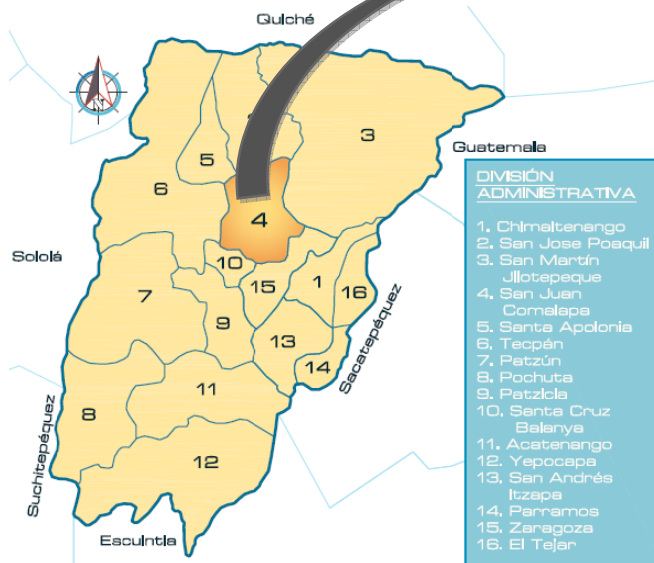 Quiché
3
Guatemala
5
6
4
Sololá
10
1
15
16
7
9
13
Sacatepéquez
14
11
8
Suchitepéquez
12
Escuintla
DIVISIÓN
ADMINISTRATIVA
1. Chimaltenango
2. San Jose Poaquil
3. San Martín
Jilotepeque
4. San Juan
Comalapa
5. Santa Apolonia
6. Tecpán
7. Patzún
8. Pochuta
9. Patzicia
10. Santa Cruz
Balanya
11. Acatenango
12. Yepocapa
13. San Andrés
Itzapa
14. Parramos
15. Zaragoza
16. El Tejar